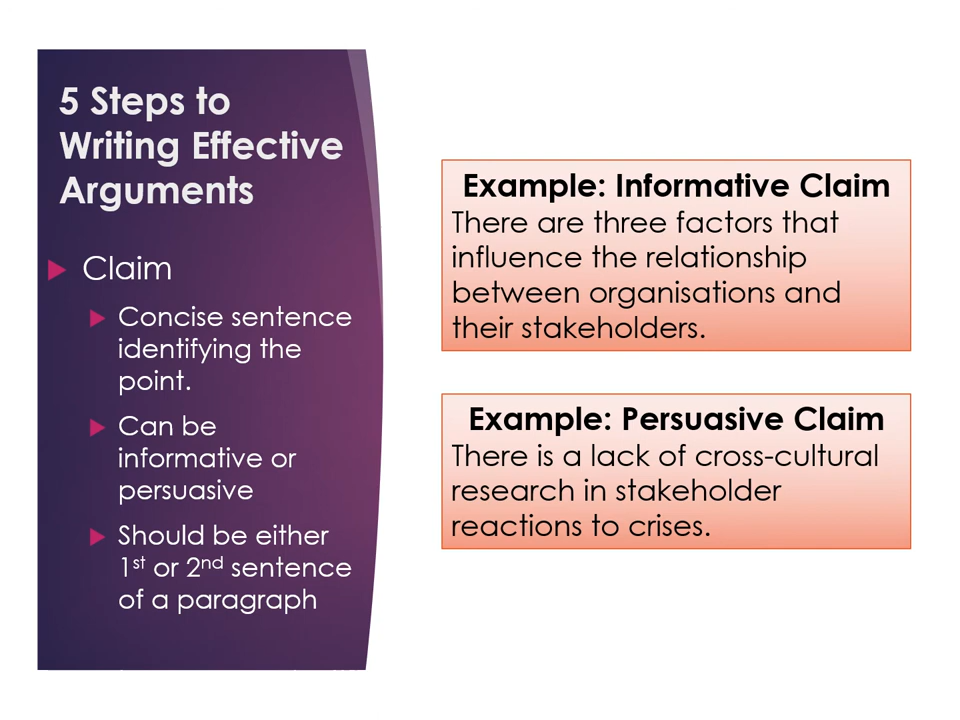 5 Steps to
Writing Effective
Arguments
Claim
Concise sentence
identifying the
point.
Can be
informative or
persuasive
Should be either
1st or 2nd sentence
of a paragraph
Example: Informative Claim
There are three factors that
influence the relationship
between organisations and
their stakeholders.
Example: Persuasive Claim
There is a lack of cross-cultural
research in stakeholder
reactions to crises.